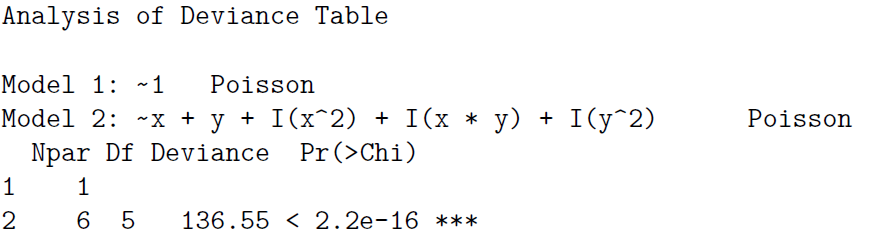 Analysis of Deviance Table
Model 1: ~1   Poisson
Model 2: ~x + y + I(x^2) + I(x * y) + I(y^2)      Poisson
  Npar Df Deviance  Pr(>Chi)
1    1
2    6  5   136.55 < 2.2e-16 ***